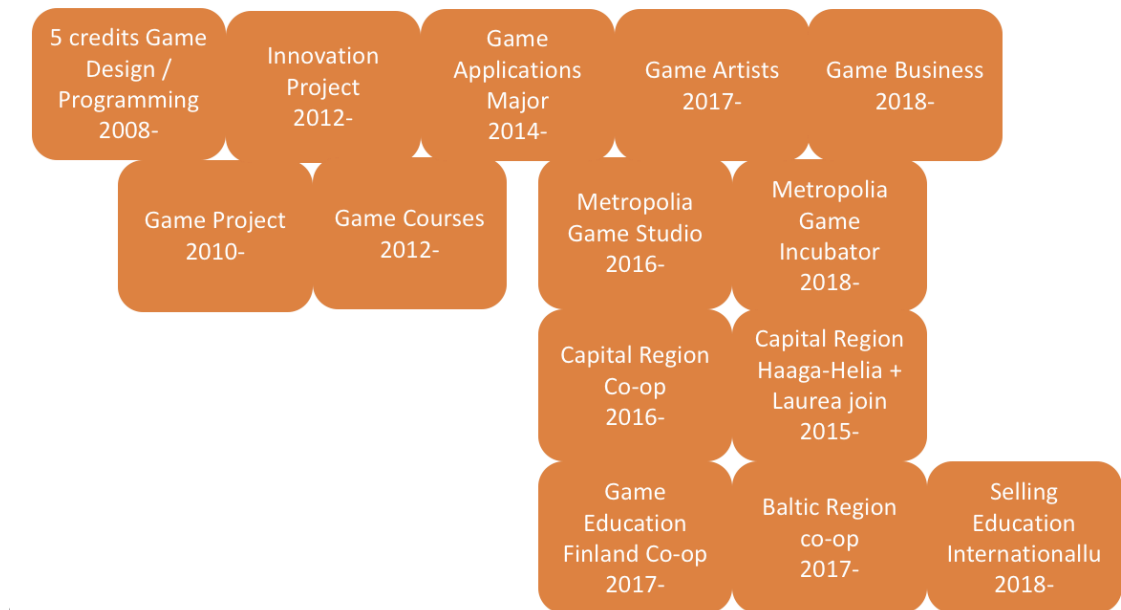 5 credits Game
Design /
Programming
2008-
Innovation
Project
2012-
Game
Applications
Major
2014-
Game Artists
2017-
Game Business
2018-
Game Project
2010-
Game Courses
2012-
Metropolia
Game Studio
2016-
Metropolia
Game
Incubator
2018-
Capital Region
Co-op
2016-
Capital Region
Haaga-Helia +
Laurea join
2015-
Game
Education
Finland Co-op
2017-
Baltic Region
co-op
2017-
Selling
Education
Internationallu
2018-